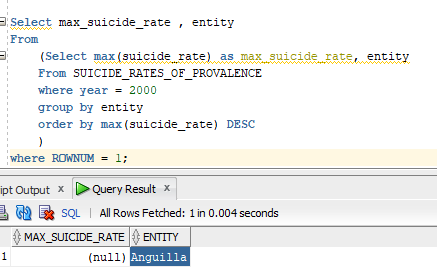 Select max_suicide_rate , entity
From
(Select max(suicide_rate) as max_suicide_rate, entity
From SUICIDE_RATES_OF_PROVALENCE
where year = 2000
group by entity
order by max(suicide_rate) DESC
)
where ROWNUM = 1;
ipt Output x Query Result x
SQL | All Rows Fetched: 1 in 0.004 seconds
MAX_SUICIDE_RATE ENTITY
1 (null) Anguilla